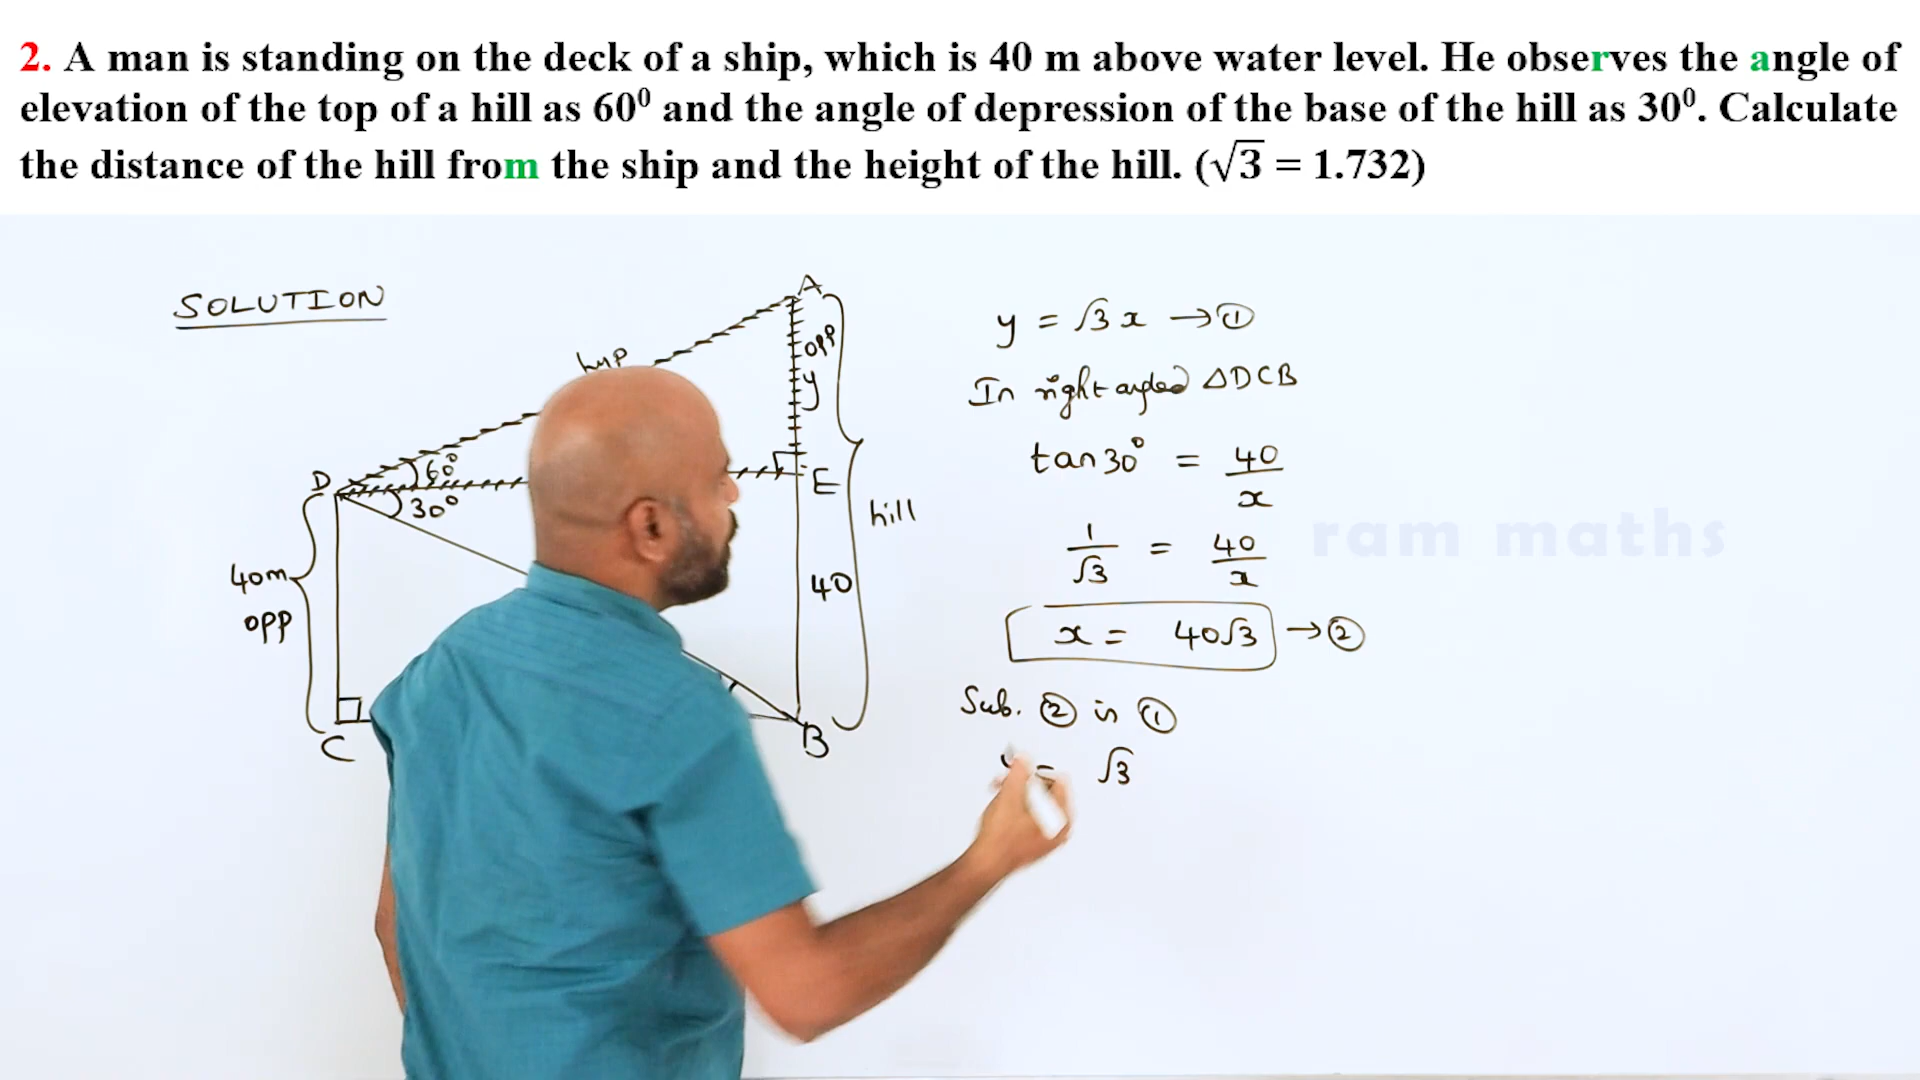 2. A man is standing on the deck of a ship, which is 40 m above water level. He observes the angle of
elevation of the top of a hill as 60⁰ and the angle of depression of the base of the hill as 30⁰. Calculate
the distance of the hill from the ship and the height of the hill. (√3 = 1.732)
SOLUTION
A
hyp
opp
y
D
60°
30°
E
hill
40m
opp
40
C
B
y = √3 x → ①
In right angled △DCB
tan 30° = 40/x
1/√3 = 40/x
x = 40√3 → ②
Sub. ② in ①
y = √3
ram maths